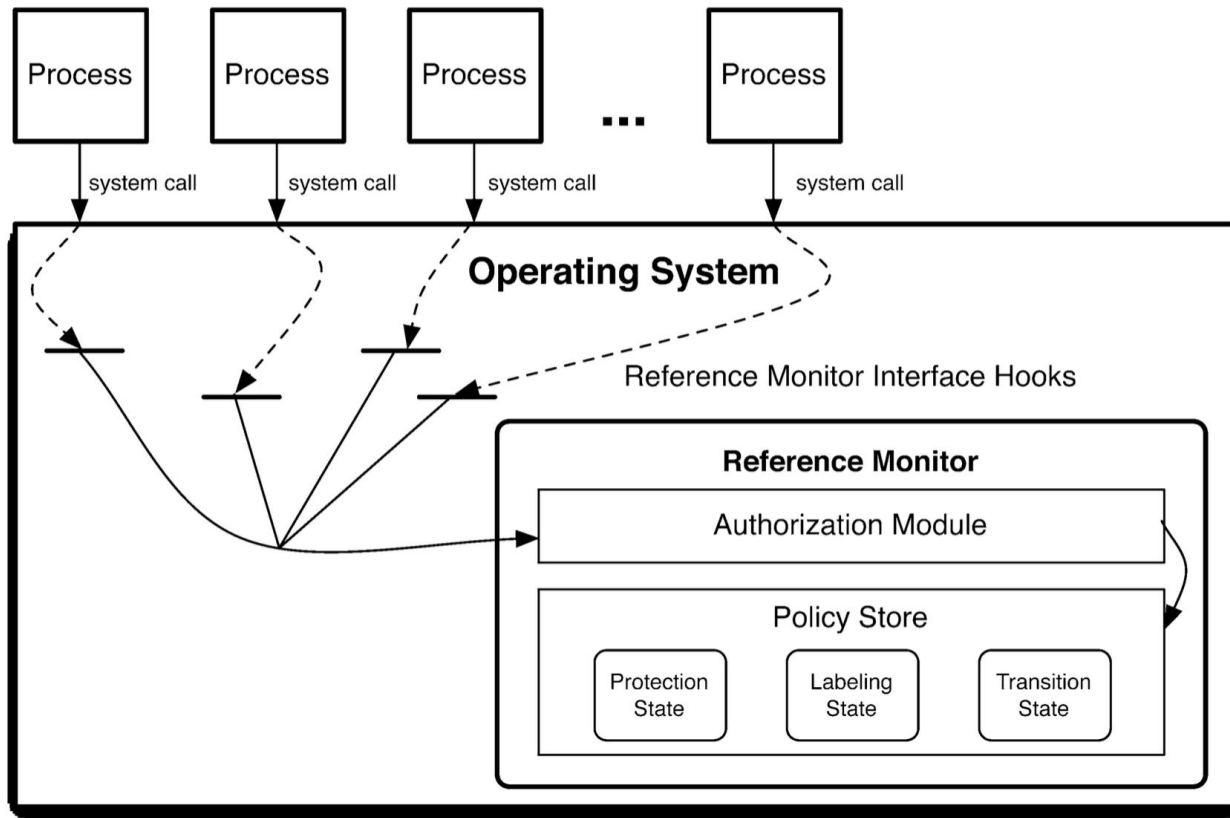 Process
Process
Process
...
Process
system call
system call
system call
system call
Operating System
Reference Monitor Interface Hooks
Reference Monitor
Authorization Module
Policy Store
Protection
State
Labeling
State
Transition
State